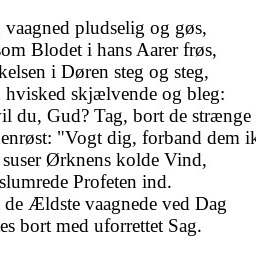 vaagned pludselig og gøs,
som Blodet i hans Aarer frøs,
kelsen i Døren steg og steg,
hvisked skjælvende og bleg:
il du, Gud? Tag, bort de strænge
enrøst: "Vogt dig, forband dem ik
suser Ørknens kolde Vind,
slumrede Profeten ind.
de Ældste vaagnede ved Dag
es bort med uforrettet Sag.